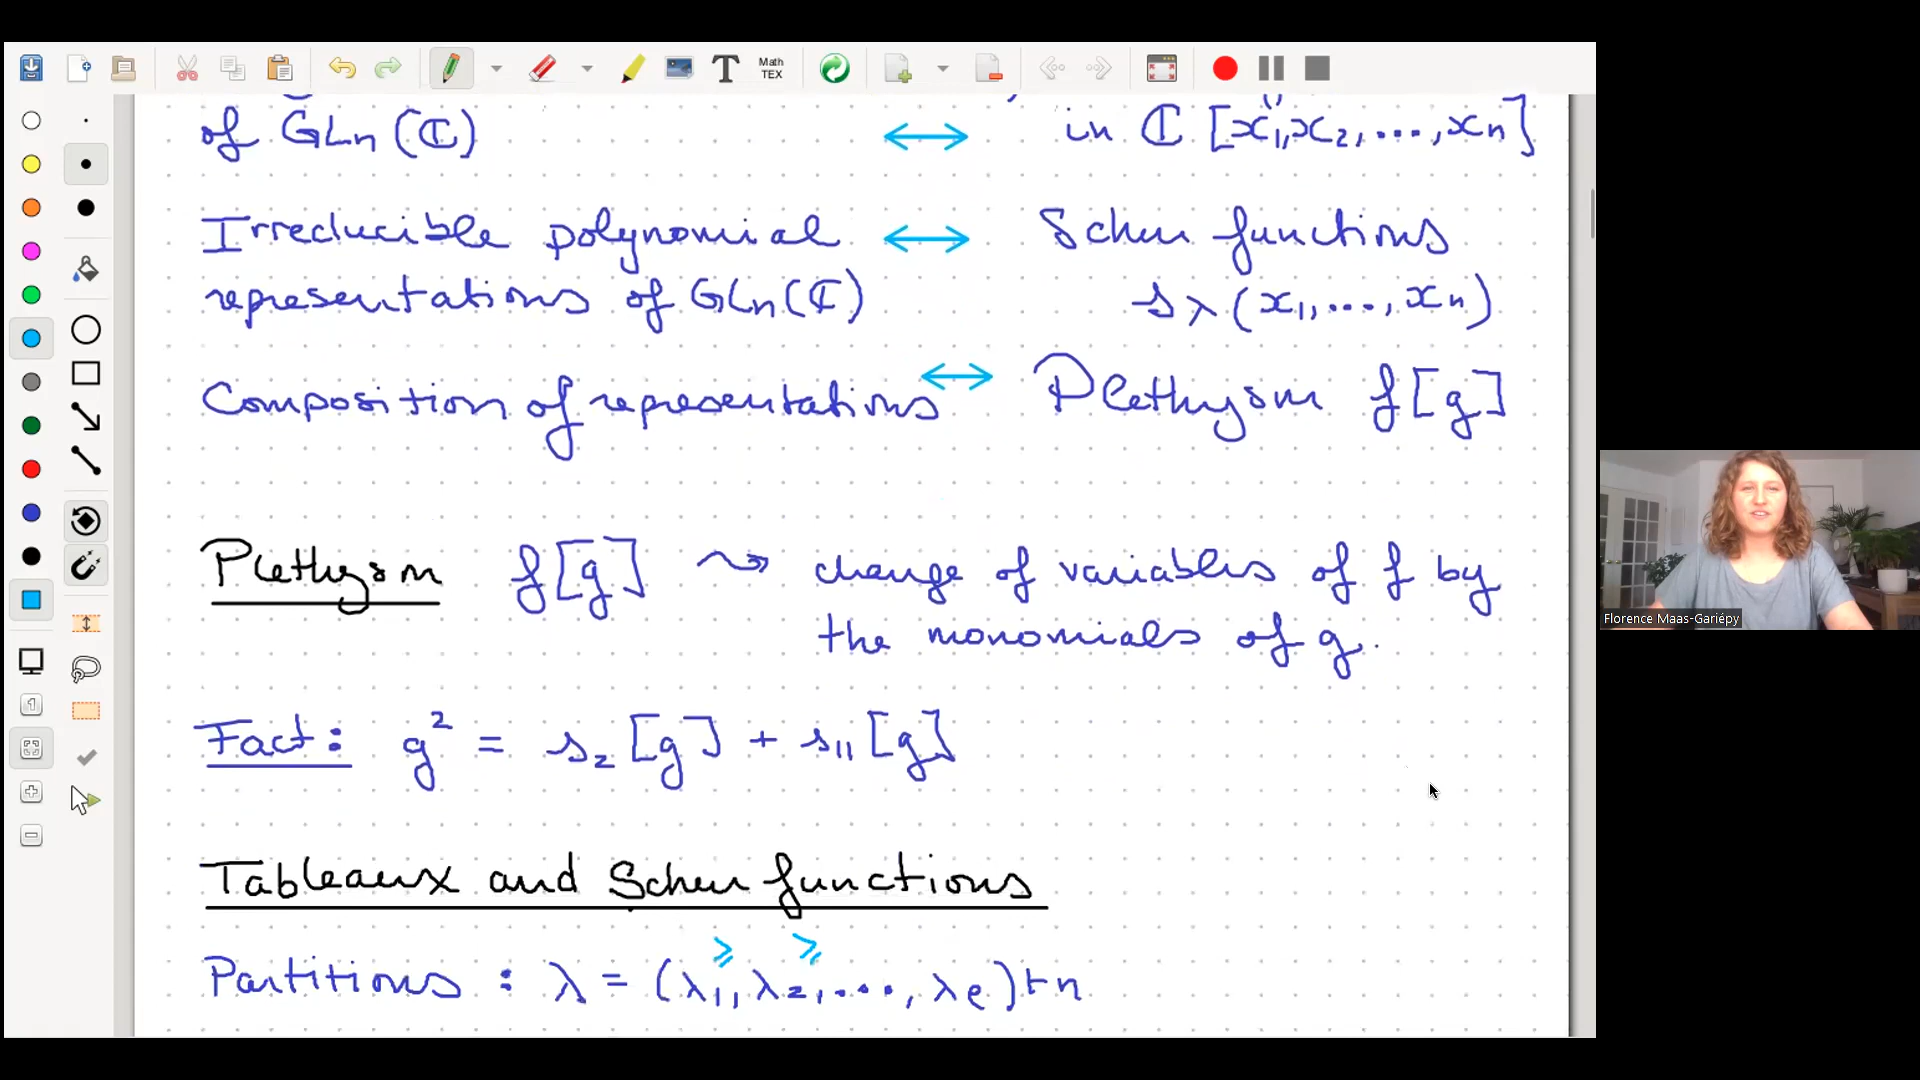 Math
TEX
of GLn (ℂ) ⟷ in ℂ [x1,x2,...,xn]
Irreducible polynomial ⟷ Schur functions
representations of GLn(ℂ) sλ(x1,...,xn)
Composition of representations ⟷ Plethysm f[g]
Plethysm f[g] ⇝ change of variables of f by
the monomials of g.
Fact: g² = s2[g] + s11[g]
Tableaux and Schur functions
≥ ≥
Partitions : λ = (λ1, λ2, ..., λℓ) ⊢ n
Florence Maas-Gariépy
1